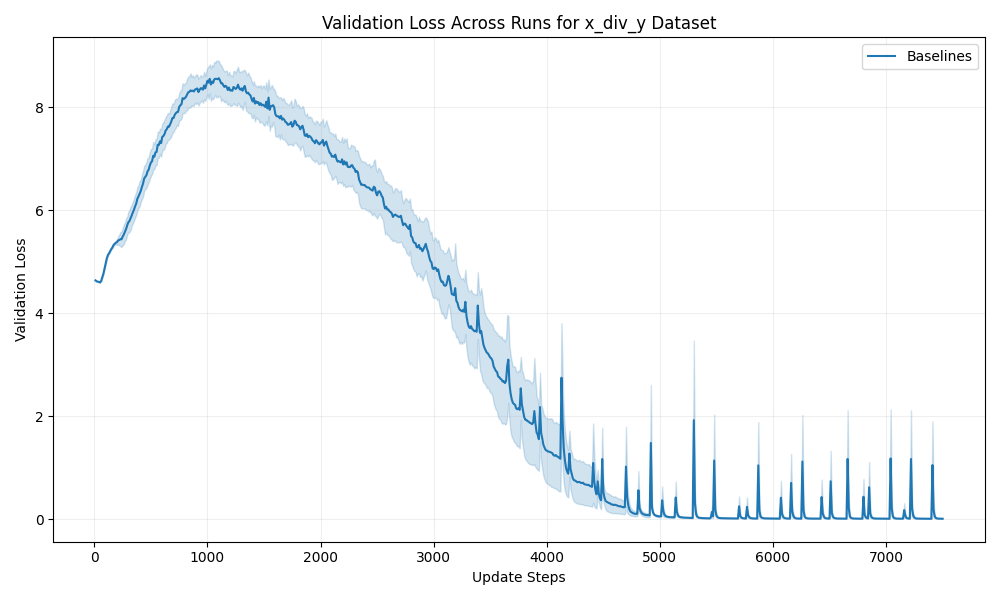 Validation Loss Across Runs for x_div_y Dataset
Baselines
Validation Loss
8
6
4
2
0
0 1000 2000 3000 4000 5000 6000 7000
Update Steps